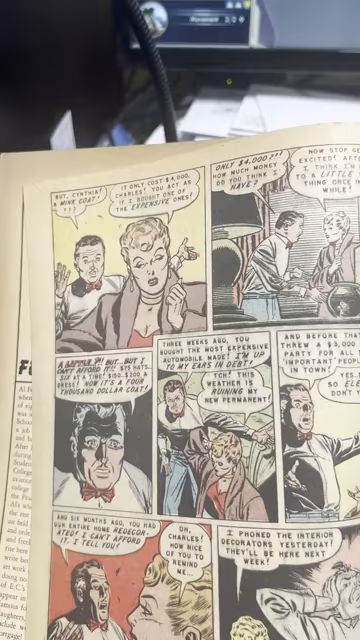 BUT, CYNTHIA!
A MINK COAT!
???
IT ONLY COST $4,000,
CHARLES! YOU ACT AS
IF I BOUGHT ONE OF
THE EXPENSIVE ONES!
ONLY $4,000???
HOW MUCH MONEY
DO YOU THINK I
HAVE?
NOW STOP GE
EXCITED! AFTE
I THINK I'M
TO A LITTLE
THING ONCE
WHILE!
A LITTLE?!! BUT...BUT I
CAN'T AFFORD IT!! $75 HATS...
SIX AT A TIME! $150...$200 A
DRESS! NOW IT'S A FOUR
THOUSAND DOLLAR COAT!
THREE WEEKS AGO, YOU
BOUGHT THE MOST EXPENSIVE
AUTOMOBILE MADE! I'M UP
TO MY EARS IN DEBT!
OH! THIS
WEATHER IS
RUINING MY
NEW PERMANENT!
AND BEFORE THAT
THREW A $3,000
PARTY FOR ALL
'IMPORTANT' PEOPL
IN TOWN!
YES
SO EL
DON'T Y
AND SIX MONTHS AGO, YOU HAD
OUR ENTIRE HOME REDECOR-
ATED! I CAN'T AFFORD
IT, I TELL YOU!
OH,
CHARLES!
HOW NICE
OF YOU TO
REMIND
ME...
I PHONED THE INTERIOR
DECORATORS YESTERDAY!
THEY'LL BE HERE NEXT
WEEK!